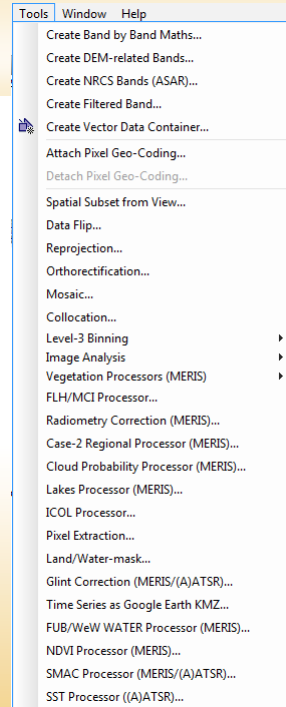 Tools Window Help
Create Band by Band Maths...
Create DEM-related Bands...
Create NRCS Bands (ASAR)...
Create Filtered Band...
Create Vector Data Container...
Attach Pixel Geo-Coding...
Detach Pixel Geo-Coding...
Spatial Subset from View...
Data Flip...
Reprojection...
Orthorectification...
Mosaic...
Collocation...
Level-3 Binning
Image Analysis
Vegetation Processors (MERIS)
FLH/MCI Processor...
Radiometry Correction (MERIS)...
Case-2 Regional Processor (MERIS)...
Cloud Probability Processor (MERIS)...
Lakes Processor (MERIS)...
ICOL Processor...
Pixel Extraction...
Land/Water-mask...
Glint Correction (MERIS/(A)ATSR)...
Time Series as Google Earth KMZ...
FUB/WeW WATER Processor (MERIS)...
NDVI Processor (MERIS)...
SMAC Processor (MERIS/(A)ATSR)...
SST Processor ((A)ATSR)...